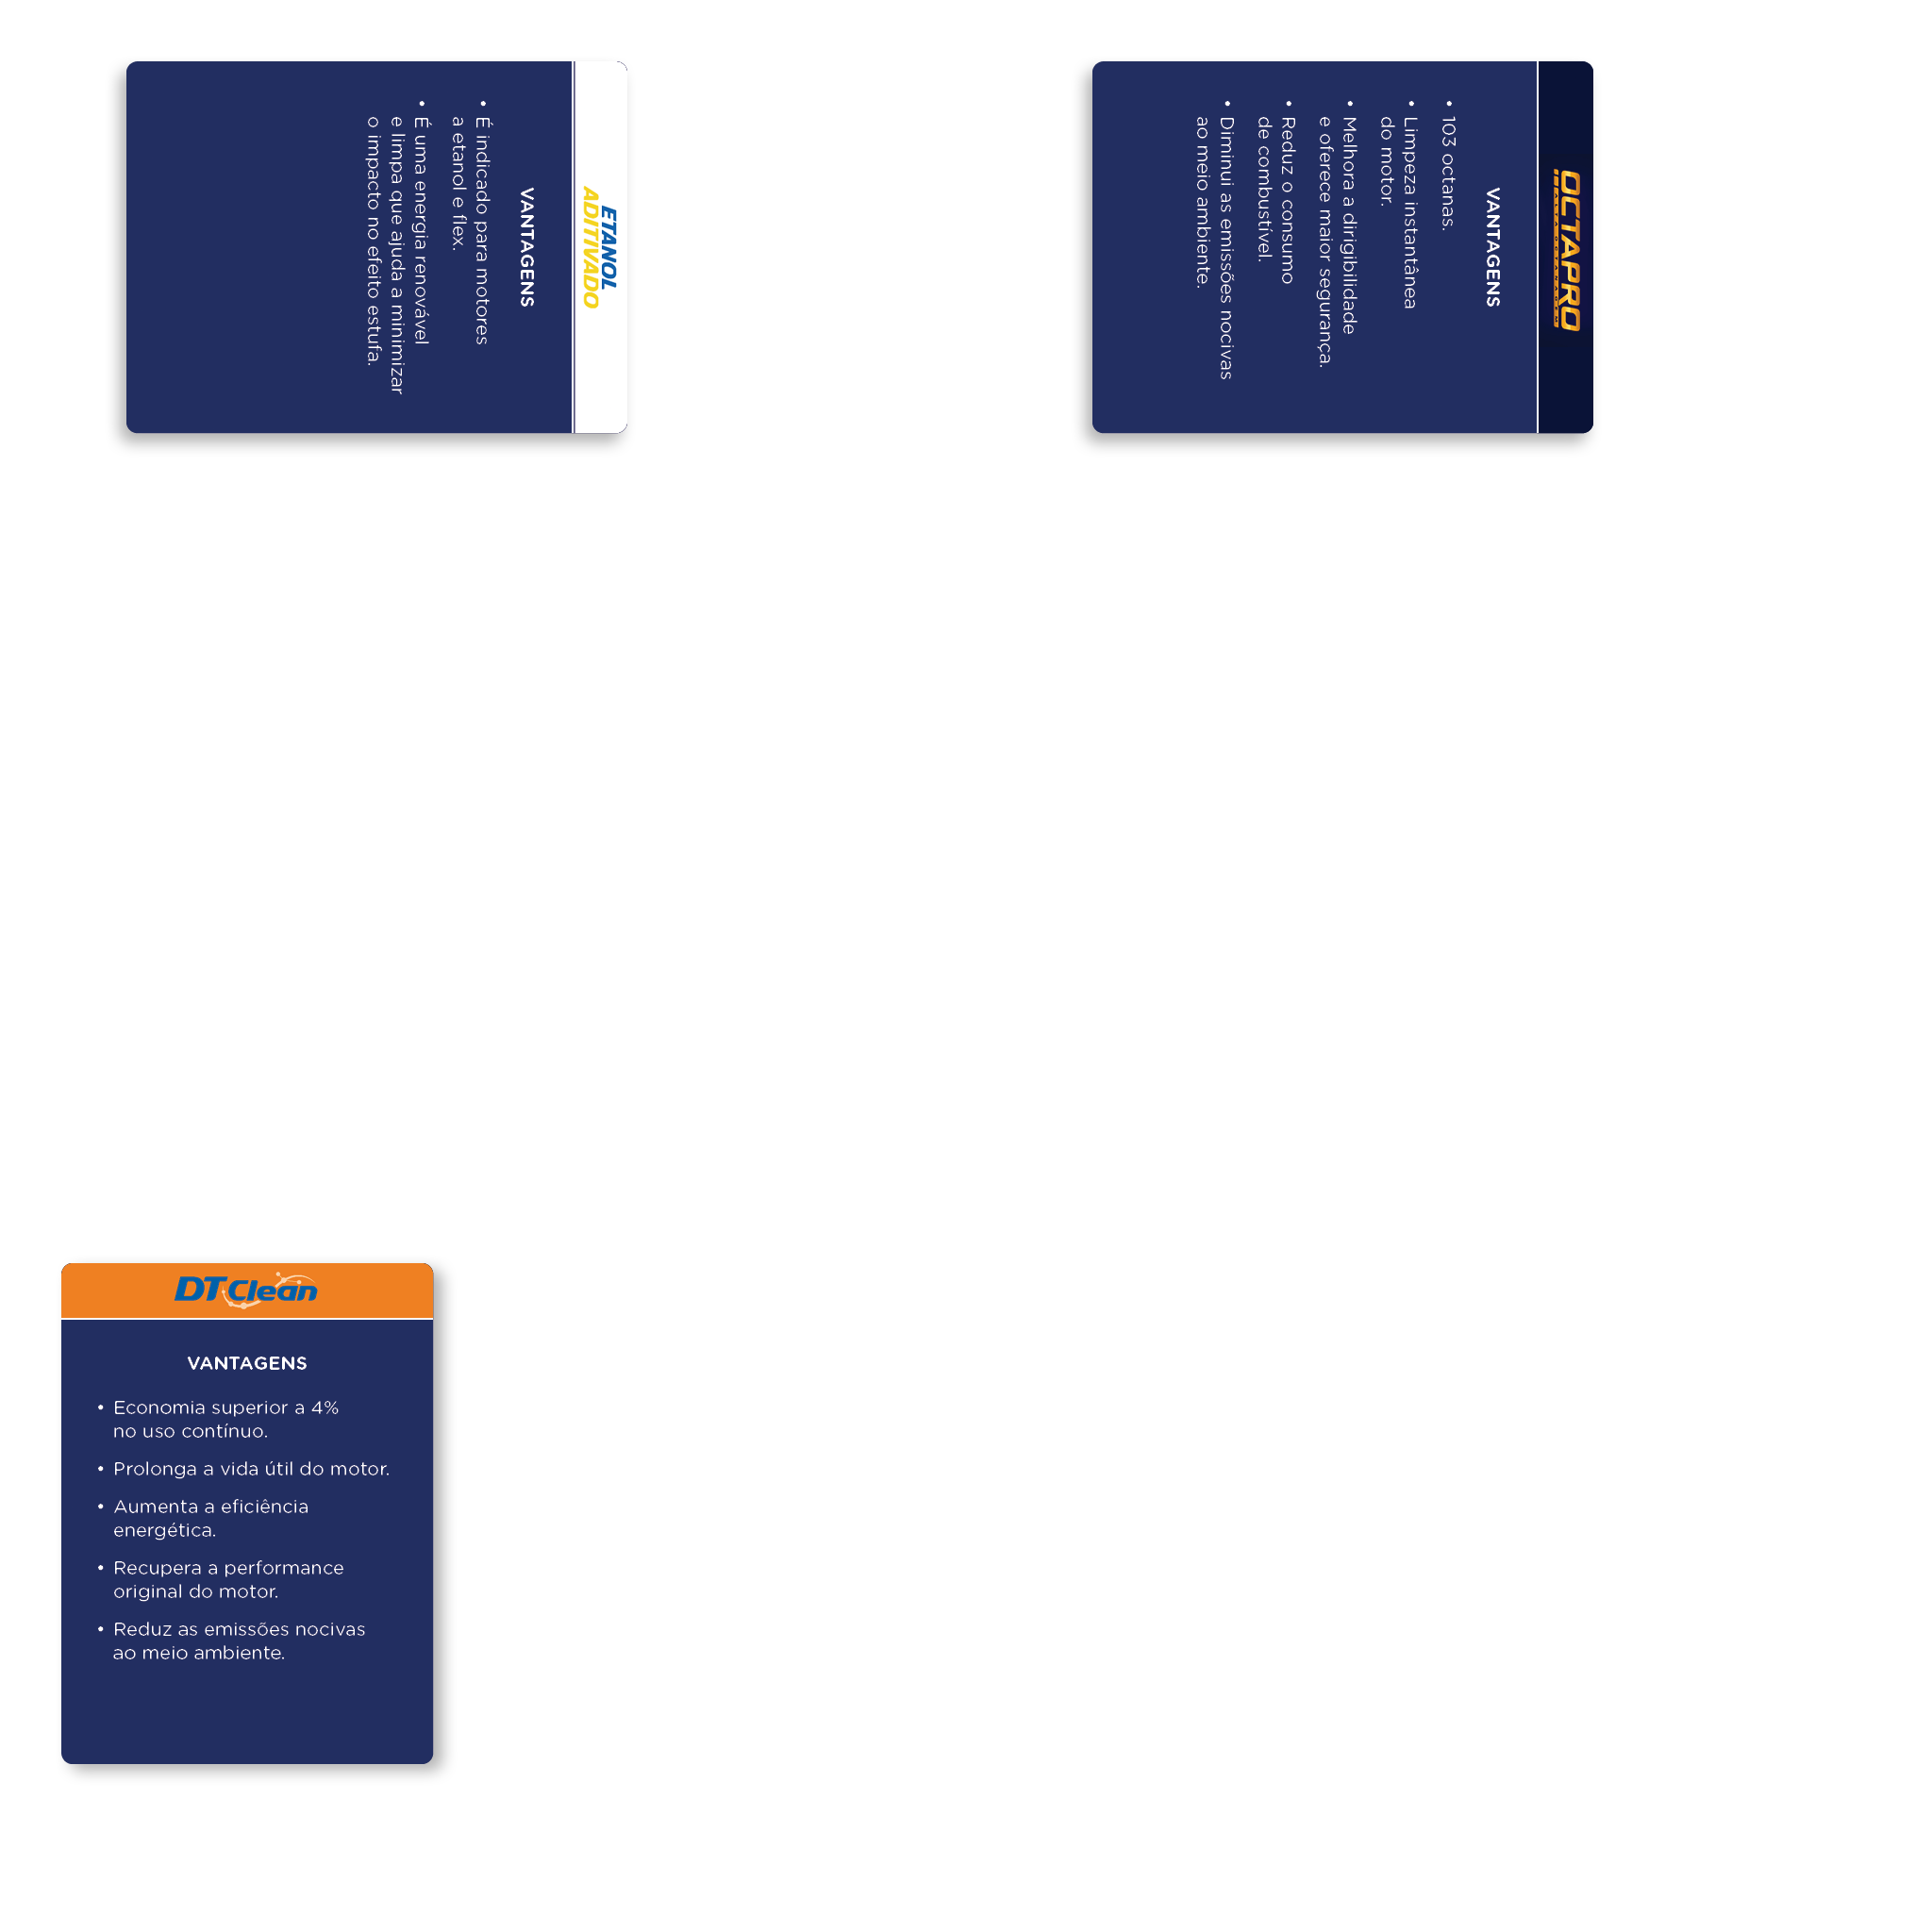 ETANOL
ADITIVADO
VANTAGENS
• É indicado para motores
a etanol e flex.
• É uma energia renovável
e limpa que ajuda a minimizar
o impacto no efeito estufa.
OCTAPRO
VANTAGENS
• 103 octanas.
• Limpeza instantânea
do motor.
• Melhora a dirigibilidade
e oferece maior segurança.
• Reduz o consumo
de combustível.
• Diminui as emissões nocivas
ao meio ambiente.
DT Clean
VANTAGENS
• Economia superior a 4%
no uso contínuo.
• Prolonga a vida útil do motor.
• Aumenta a eficiência
energética.
• Recupera a performance
original do motor.
• Reduz as emissões nocivas
ao meio ambiente.